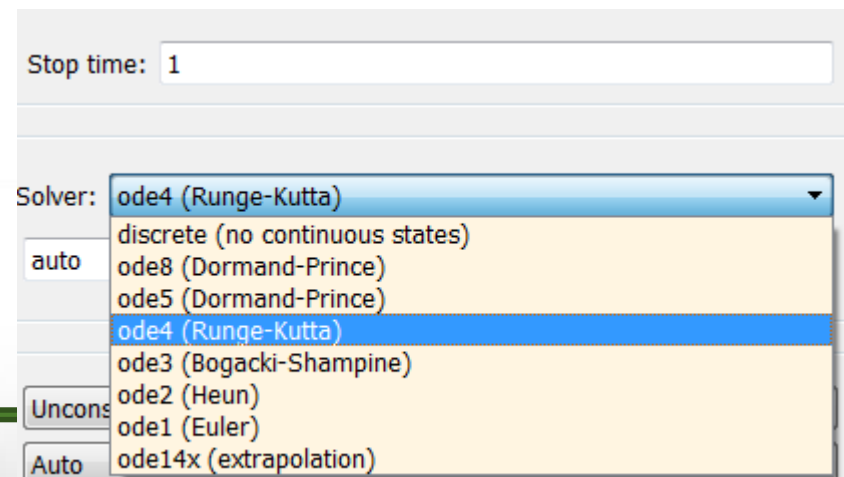 Stop time: 1
Solver: ode4 (Runge-Kutta)
discrete (no continuous states)
auto
ode8 (Dormand-Prince)
ode5 (Dormand-Prince)
ode4 (Runge-Kutta)
ode3 (Bogacki-Shampine)
ode2 (Heun)
Uncons
ode1 (Euler)
Auto
ode14x (extrapolation)